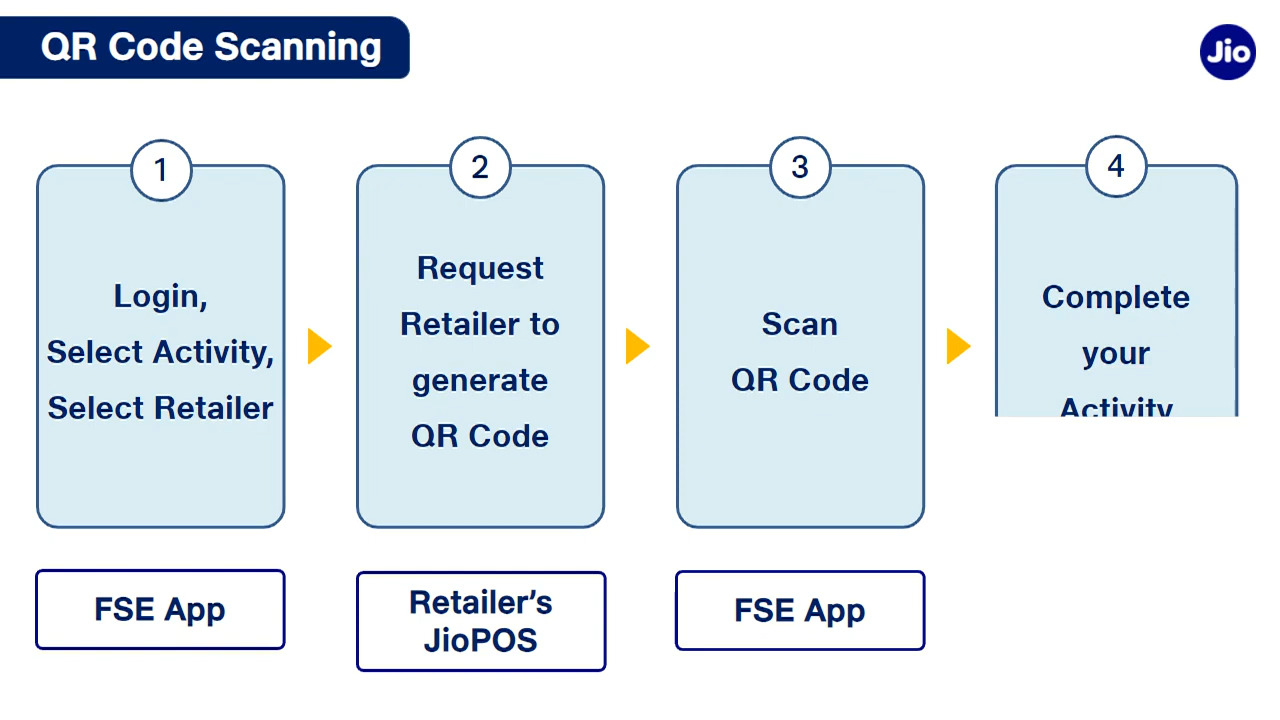 QR Code Scanning
Jio
1
Login,
Select Activity,
Select Retailer
2
Request
Retailer to
generate
QR Code
3
Scan
QR Code
4
Complete
your
Activity
FSE App
Retailer’s
JioPOS
FSE App